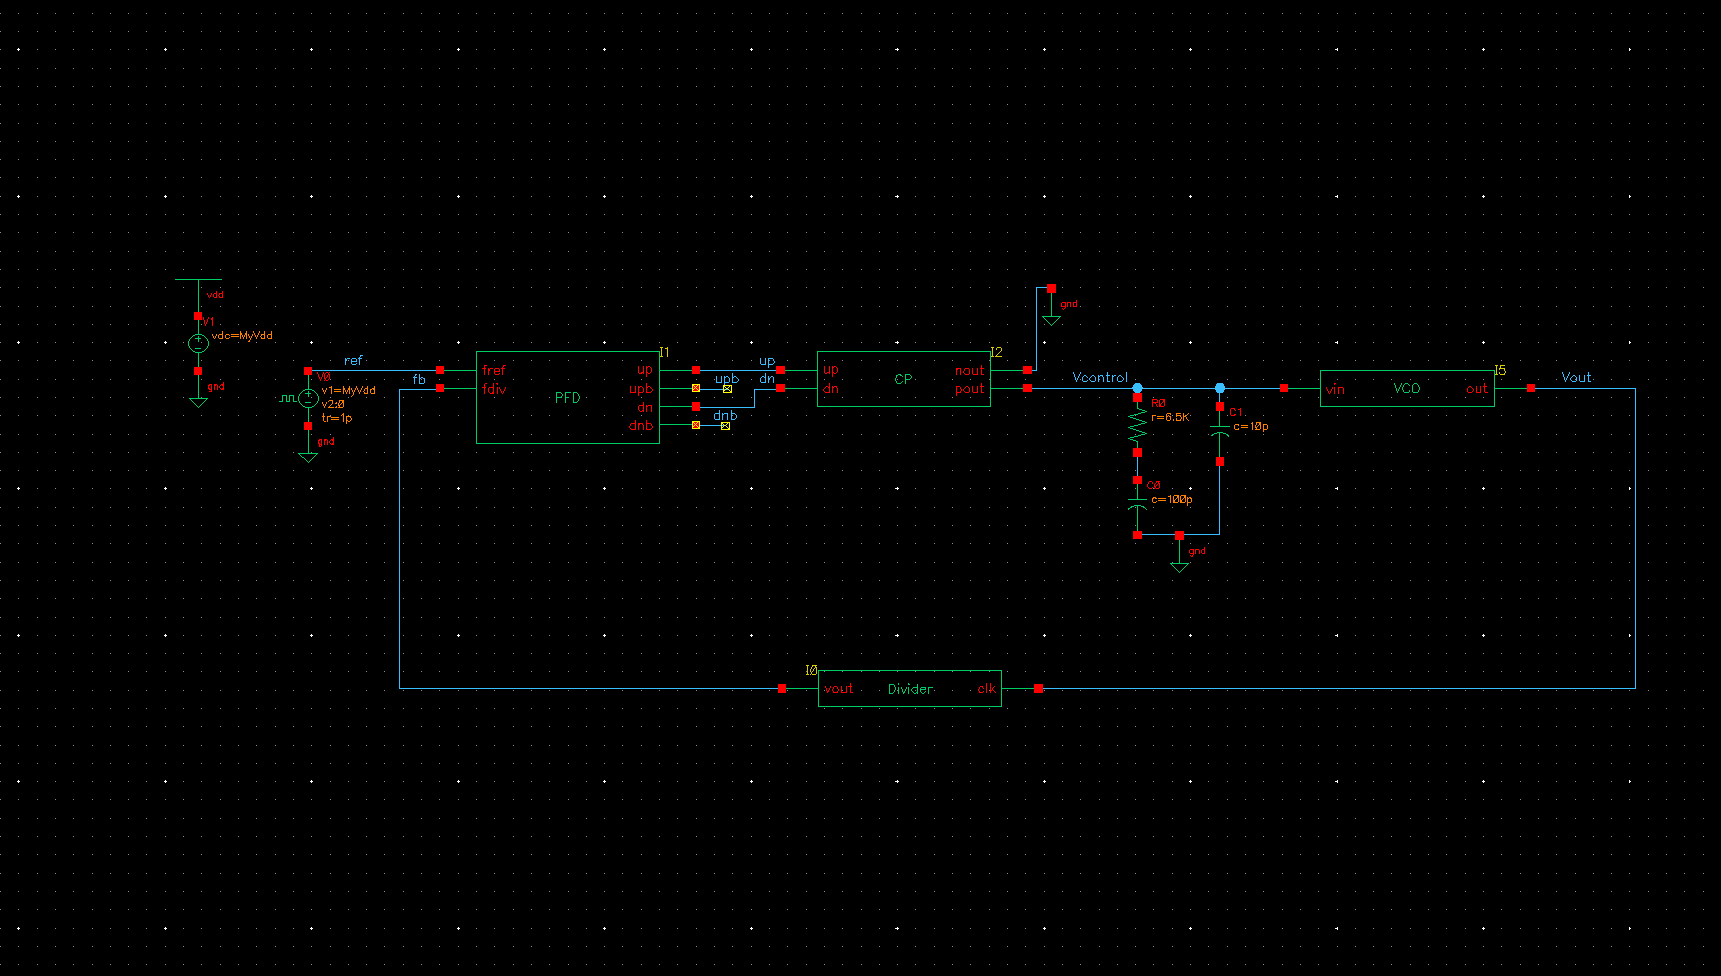 vdd
V1
vdc=MyVdd
gnd
ref
V0
v1=MyVdd
v2:0
tr=1p
gnd
fb
I1
fref
fdiv
PFD
up
upb
dn
dnb
up
upb
dn
dnb
I2
up
dn
CP
nout
pout
gnd
Vcontrol
R0
r=6.5K
C0
c=100p
C1
c=10p
gnd
I5
vin
VCO
out
Vout
I0
vout
Divider
clk